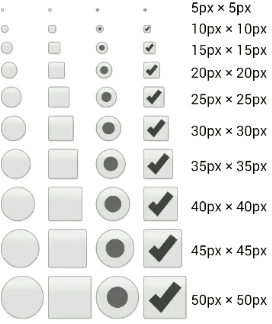 5px × 5px
10px × 10px
15px × 15px
20px × 20px
25px × 25px
30px × 30px
35px × 35px
40px × 40px
45px × 45px
50px × 50px